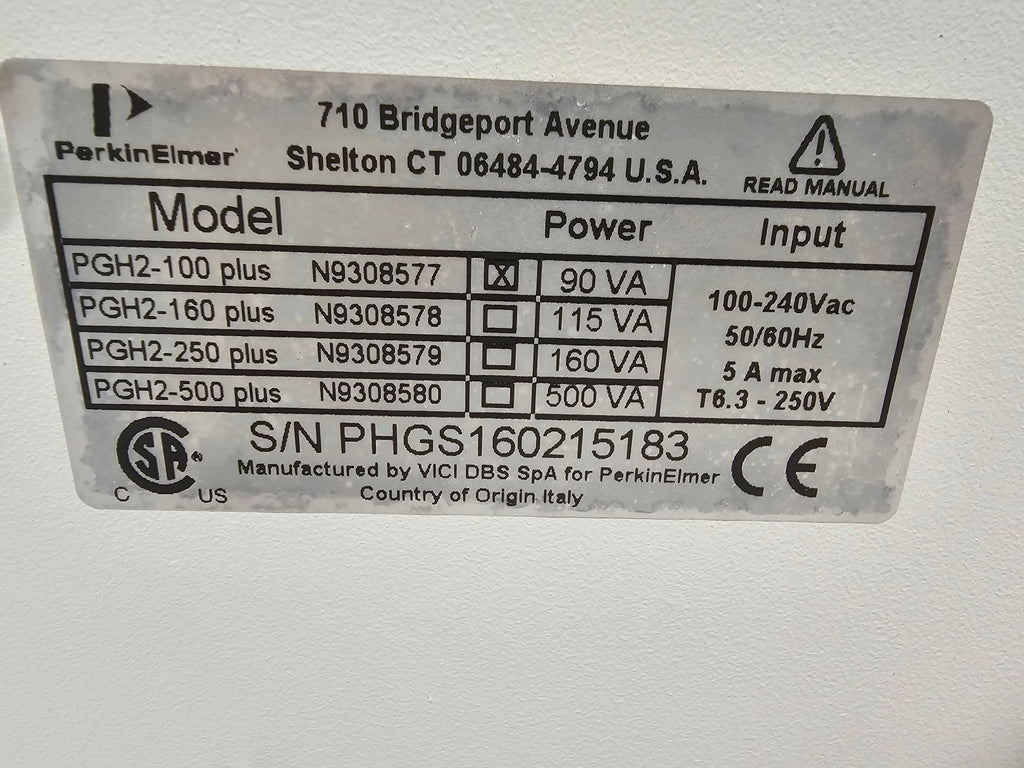 PerkinElmer
710 Bridgeport Avenue
Shelton CT 06484-4794 U.S.A.
READ MANUAL
Model Power Input
PGH2-100 plus N9308577 X 90 VA
PGH2-160 plus N9308578 115 VA
PGH2-250 plus N9308579 160 VA
PGH2-500 plus N9308580 500 VA
100-240Vac
50/60Hz
5 A max
T6.3 - 250V
S/N PHGS160215183
Manufactured by VICI DBS SpA for PerkinElmer
Country of Origin Italy
C SA ® US
CE